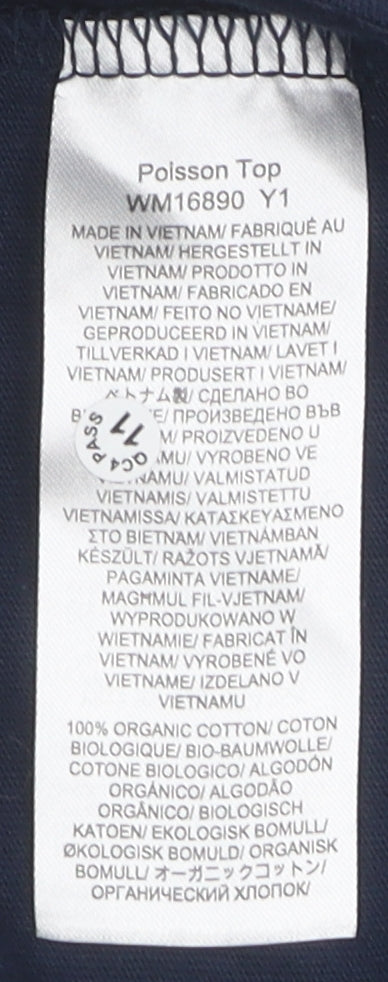 Poisson Top
WM16890 Y1
MADE IN VIETNAM/ FABRIQUÉ AU
VIETNAM/ HERGESTELLT IN
VIETNAM/ PRODOTTO IN
VIETNAM/ FABRICADO EN
VIETNAM/ FEITO NO VIETNAME/
GEPRODUCEERD IN VIETNAM/
TILLVERKAD I VIETNAM/ LAVET I
VIETNAM/ PRODUSERT I VIETNAM/
ベトナム製/ СДЕЛАНО ВО
ПРОИЗВЕДЕНО ВЪВ
PROIZVEDENO U
VYROBENO VE
VALMISTATUD
VIETNAMIS/ VALMISTETTU
VIETNAMISSA/ ΚΑΤΑΣΚΕΥΑΣΜΕΝΟ
ΣΤΟ ΒΙΕΤΝΑΜ/ VIETNÁMBAN
KÉSZÜLT/ RAŽOTS VJETNAMĀ/
PAGAMINTA VIETNAME/
MAGĦMUL FIL-VJETNAM/
WYPRODUKOWANO W
WIETNAMIE/ FABRICAT ÎN
VIETNAM/ VYROBENÉ VO
VIETNAME/ IZDELANO V
VIETNAMU
100% ORGANIC COTTON/ COTON
BIOLOGIQUE/ BIO-BAUMWOLLE/
COTONE BIOLOGICO/ ALGODÓN
ORGÁNICO/ ALGODÃO
ORGÂNICO/ BIOLOGISCH
KATOEN/ EKOLOGISK BOMULL/
ØKOLOGISK BOMULD/ ORGANISK
BOMULL/ オーガニックコットン/
ОРГАНИЧЕСКИЙ ХЛОПОК/
QC4 PASS
11